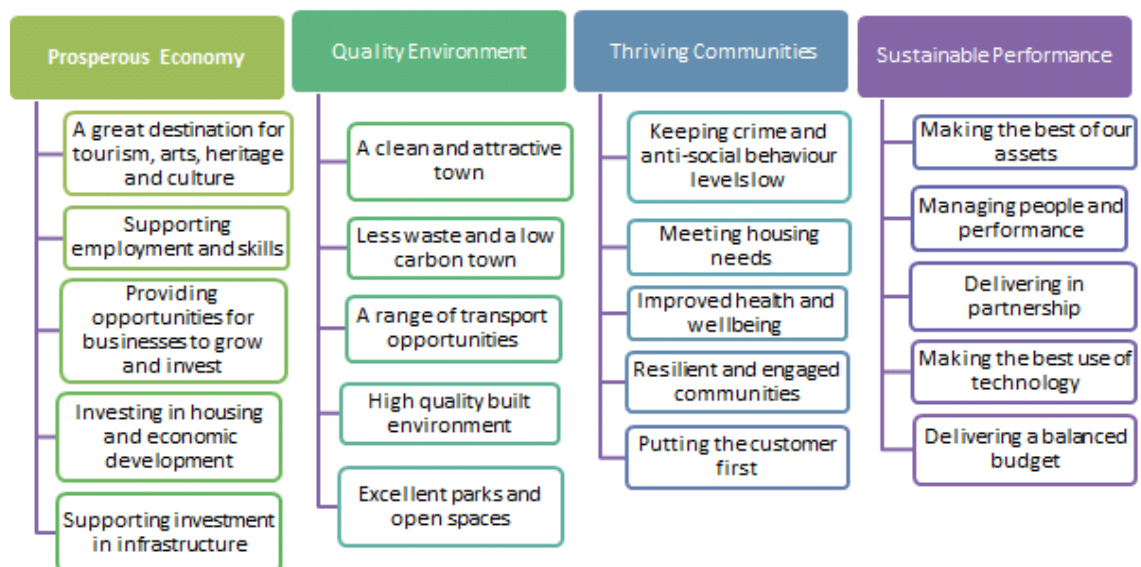 Prosperous Economy
A great destination for
tourism, arts, heritage
and culture
Supporting
employment and skills
Providing
opportunities for
businesses to grow
and invest
Investing in housing
and economic
development
Supporting investment
in infrastructure
Quality Environment
A clean and attractive
town
Less waste and a low
carbon town
A range of transport
opportunities
High quality built
environment
Excellent parks and
open spaces
Thriving Communities
Keeping crime and
anti-social behaviour
levels low
Meeting housing
needs
Improved health and
wellbeing
Resilient and engaged
communities
Putting the customer
first
Sustainable Performance
Making the best of our
assets
Managing people and
performance
Delivering in
partnership
Making the best use of
technology
Delivering a balanced
budget